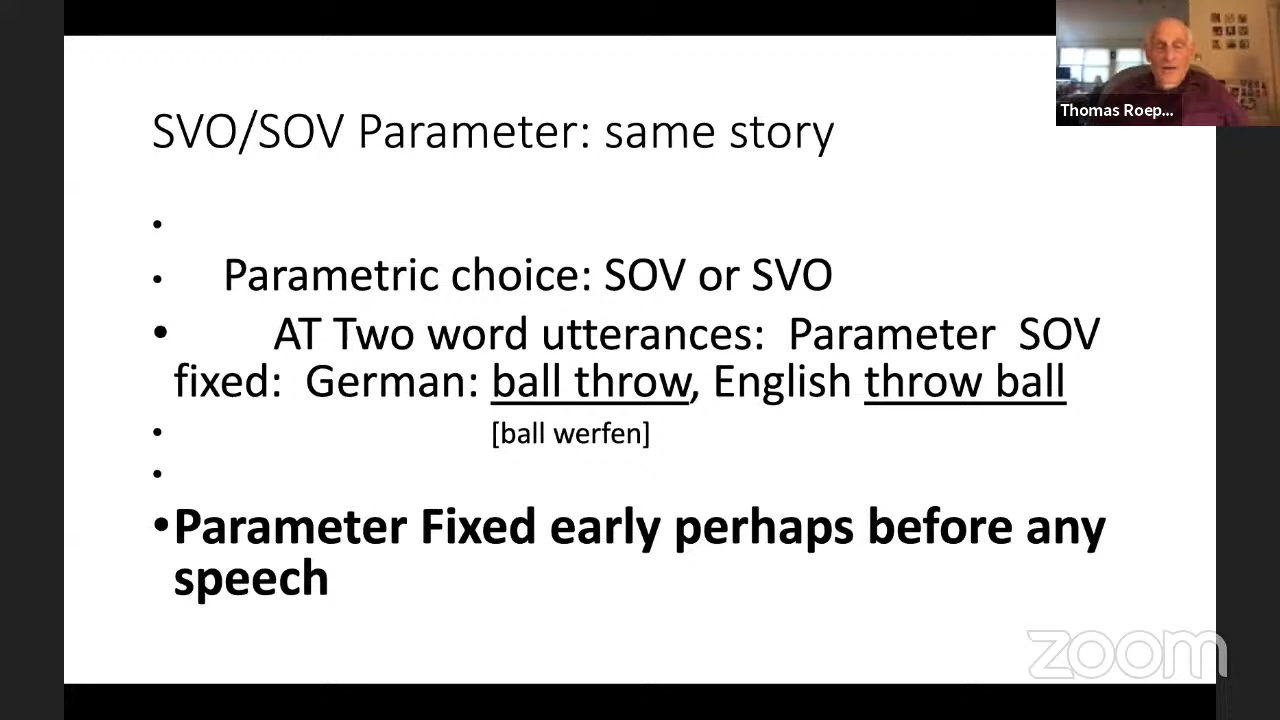 Thomas Roep...
SVO/SOV Parameter: same story
•
• Parametric choice: SOV or SVO
• AT Two word utterances: Parameter SOV
fixed: German: ball throw, English throw ball
• [ball werfen]
•
•Parameter Fixed early perhaps before any
speech
zoom